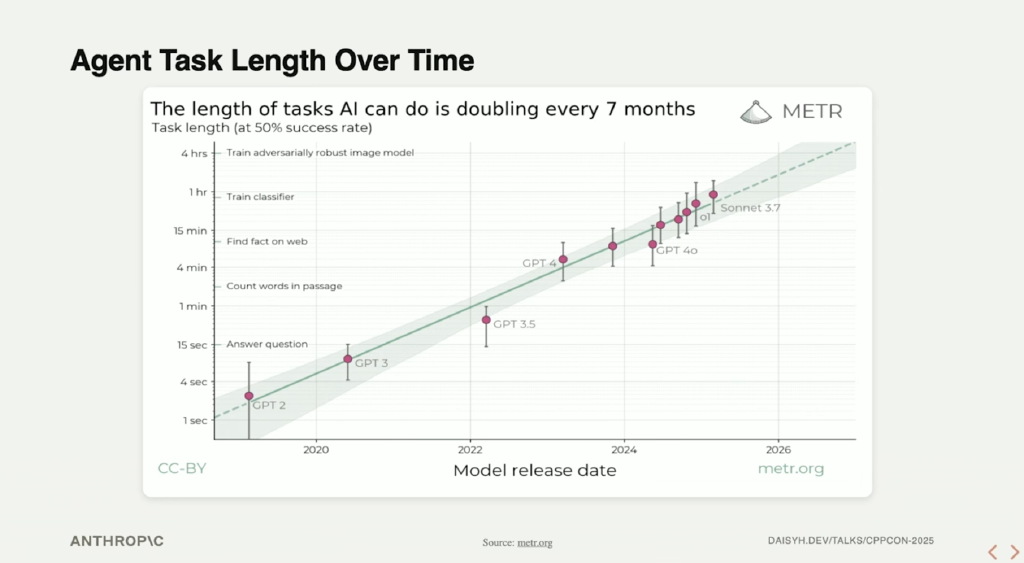 Agent Task Length Over Time
The length of tasks AI can do is doubling every 7 months
METR
Task length (at 50% success rate)
4 hrs
Train adversarially robust image model
1 hr
Train classifier
Sonnet 3.7
o1
15 min
Find fact on web
GPT 4o
4 min
GPT 4
Count words in passage
1 min
GPT 3.5
15 sec
Answer question
GPT 3
4 sec
GPT 2
1 sec
2020
2022
2024
2026
CC-BY
Model release date
metr.org
ANTHROP\C
Source: metr.org
DAISYH.DEV/TALKS/CPPCON-2025